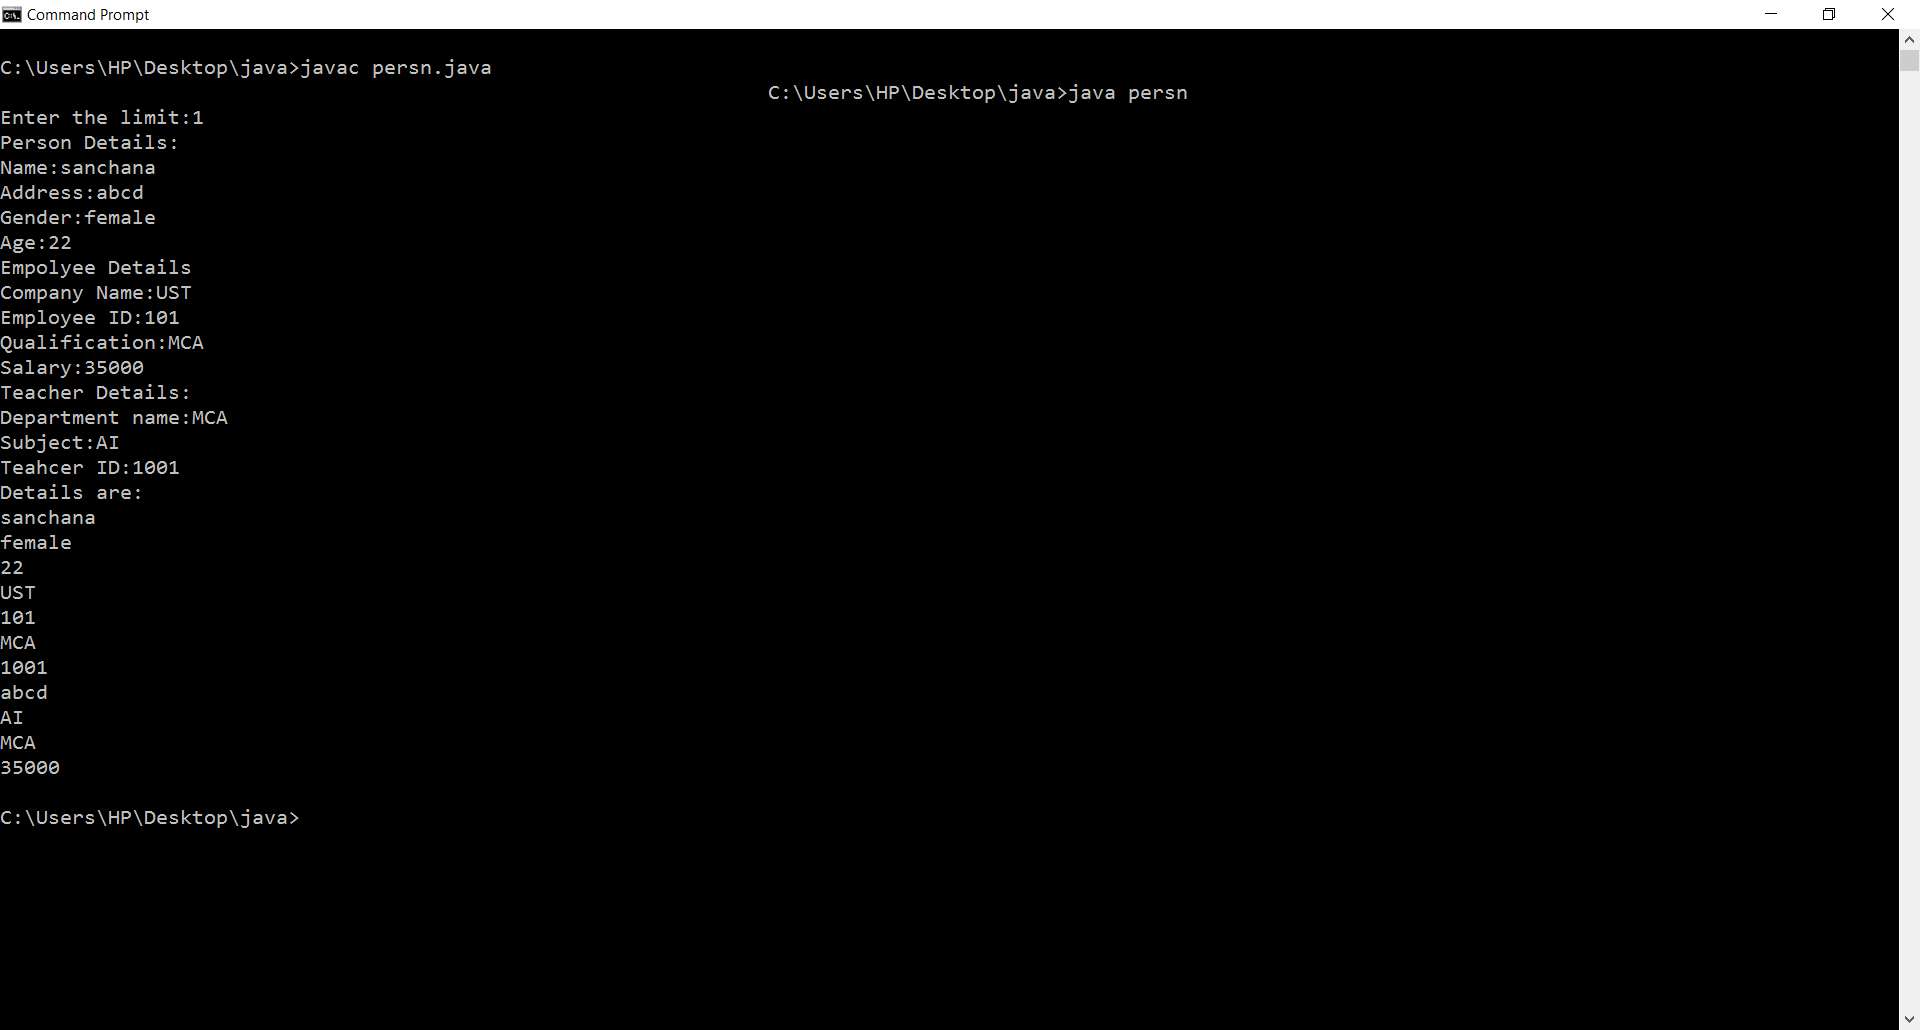 Command Prompt
C:\Users\HP\Desktop\java>javac persn.java
C:\Users\HP\Desktop\java>java persn
Enter the limit:1
Person Details:
Name:sanchana
Address:abcd
Gender:female
Age:22
Empolyee Details
Company Name:UST
Employee ID:101
Qualification:MCA
Salary:35000
Teacher Details:
Department name:MCA
Subject:AI
Teahcer ID:1001
Details are:
sanchana
female
22
UST
101
MCA
1001
abcd
AI
MCA
35000
C:\Users\HP\Desktop\java>